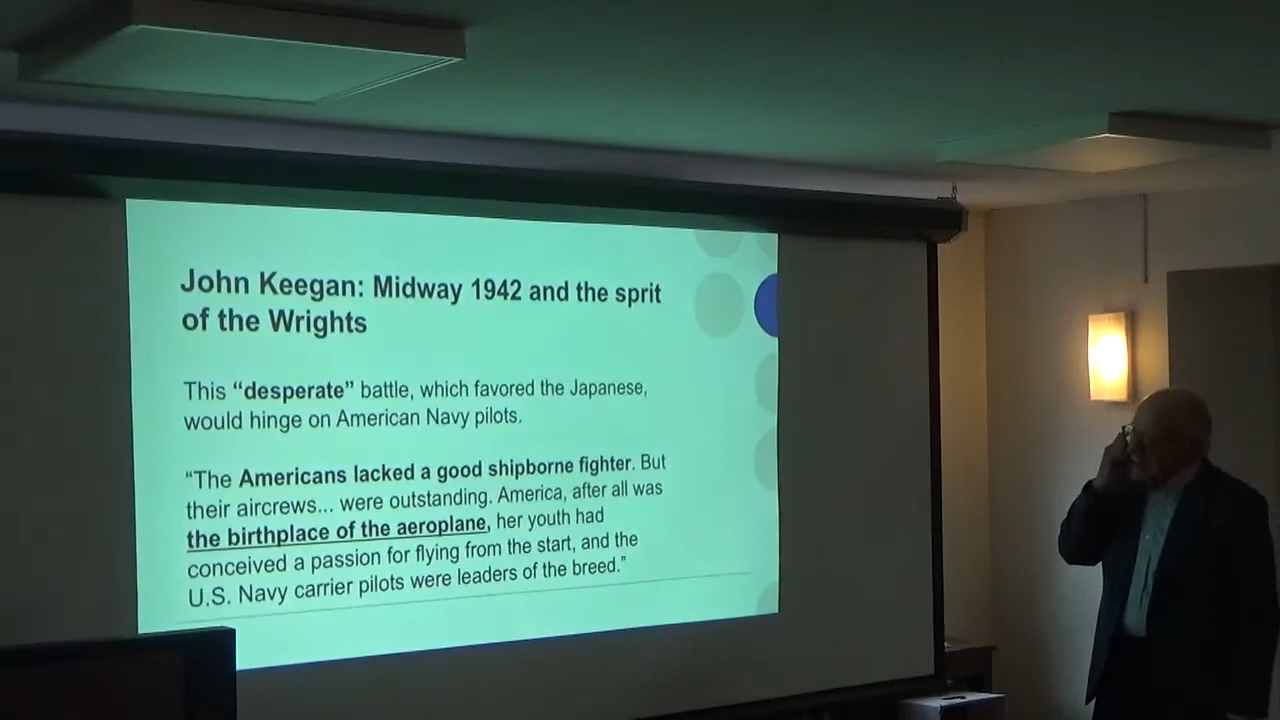 John Keegan: Midway 1942 and the sprit
of the Wrights
This “desperate” battle, which favored the Japanese,
would hinge on American Navy pilots.
“The Americans lacked a good shipborne fighter. But
their aircrews... were outstanding. America, after all was
the birthplace of the aeroplane, her youth had
conceived a passion for flying from the start, and the
U.S. Navy carrier pilots were leaders of the breed.”